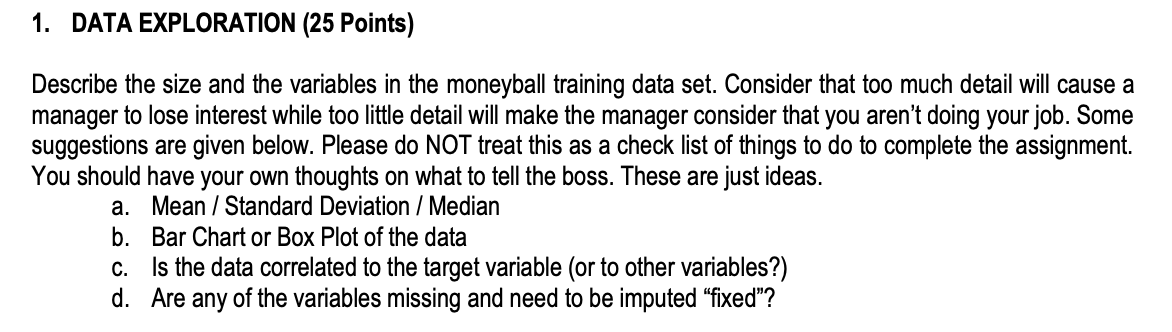 1. DATA EXPLORATION (25 Points)
Describe the size and the variables in the moneyball training data set. Consider that too much detail will cause a
manager to lose interest while too little detail will make the manager consider that you aren’t doing your job. Some
suggestions are given below. Please do NOT treat this as a check list of things to do to complete the assignment.
You should have your own thoughts on what to tell the boss. These are just ideas.
a. Mean / Standard Deviation / Median
b. Bar Chart or Box Plot of the data
c. Is the data correlated to the target variable (or to other variables?)
d. Are any of the variables missing and need to be imputed “fixed”?